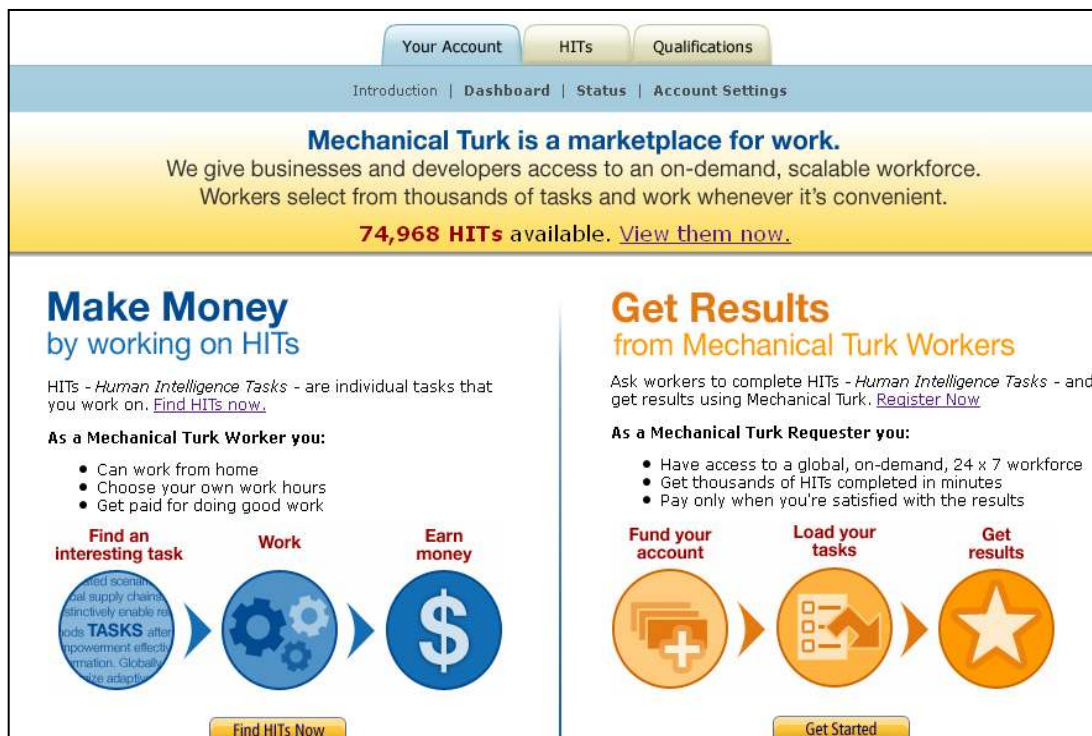 Your Account HITs Qualifications
Introduction | Dashboard | Status | Account Settings
Mechanical Turk is a marketplace for work.
We give businesses and developers access to an on-demand, scalable workforce.
Workers select from thousands of tasks and work whenever it's convenient.
74,968 HITs available. View them now.
Make Money
by working on HITs
HITs - Human Intelligence Tasks - are individual tasks that
you work on. Find HITs now.
As a Mechanical Turk Worker you:
• Can work from home
• Choose your own work hours
• Get paid for doing good work
Find an
interesting task
Work
Earn
money
supply chains
enable
TASKS after
Globally
$
Find HITs Now
Get Results
from Mechanical Turk Workers
Ask workers to complete HITs - Human Intelligence Tasks - and
get results using Mechanical Turk. Register Now
As a Mechanical Turk Requester you:
• Have access to a global, on-demand, 24 x 7 workforce
• Get thousands of HITs completed in minutes
• Pay only when you're satisfied with the results
Fund your
account
Load your
tasks
Get
results
Get Started